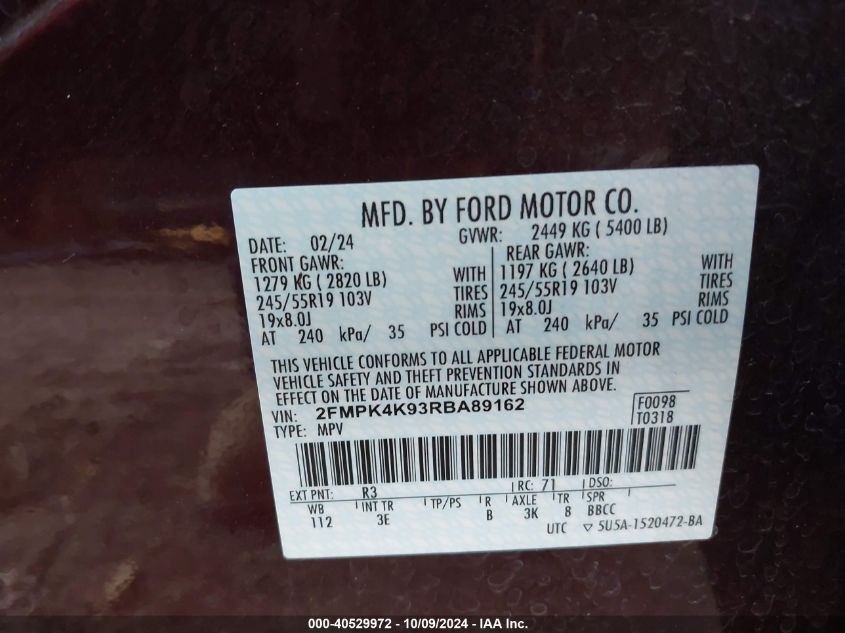 MFD. BY FORD MOTOR CO.
DATE: 02/24 GVWR: 2449 KG ( 5400 LB)
FRONT GAWR: REAR GAWR:
1279 KG ( 2820 LB) WITH 1197 KG ( 2640 LB) WITH
245/55R19 103V TIRES 245/55R19 103V TIRES
19x8.0J RIMS 19x8.0J RIMS
AT 240 kPa/ 35 PSI COLD AT 240 kPa/ 35 PSI COLD
THIS VEHICLE CONFORMS TO ALL APPLICABLE FEDERAL MOTOR
VEHICLE SAFETY AND THEFT PREVENTION STANDARDS IN
EFFECT ON THE DATE OF MANUFACTURE SHOWN ABOVE.
VIN: 2FMPK4K93RBA89162 F0098
TYPE: MPV T0318
EXT PNT: R3 RC: 71 DSO:
WB INT TR TP/PS R AXLE TR SPR
112 3E B 3K 8 BBCC
UTC ▽ 5U5A-1520472-BA
000-40529972 - 10/09/2024 - IAA Inc.